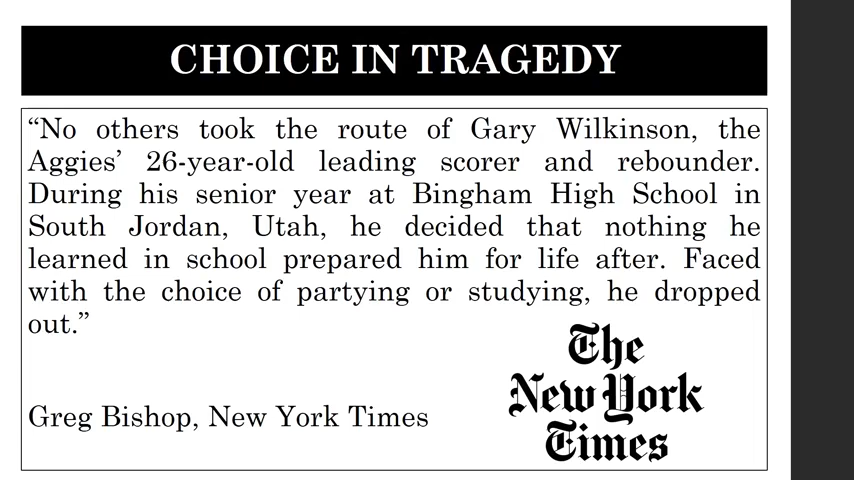 CHOICE IN TRAGEDY
“No others took the route of Gary Wilkinson, the
Aggies’ 26-year-old leading scorer and rebounder.
During his senior year at Bingham High School in
South Jordan, Utah, he decided that nothing he
learned in school prepared him for life after. Faced
with the choice of partying or studying, he dropped
out.”
The
New York
Times
Greg Bishop, New York Times